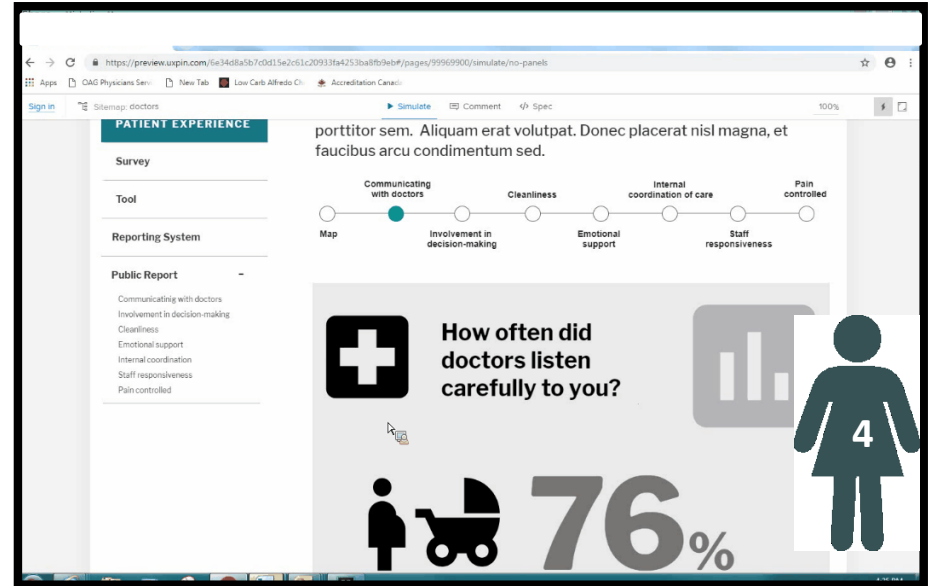 https://preview.uxpin.com/6e34d8a5b7c0d15e2c61c20933fa4253ba8fb9eb#/pages/99969900/simulate/no-panels
Apps OAG Physicians Serv New Tab Low Carb Alfredo Accreditation Canad
Sign in Sitemap: doctors Simulate Comment </> Spec 100%
PATIENT EXPERIENCE
Survey
Tool
Reporting System
Public Report -
Communicatinig with doctors
Involvement in decision-making
Cleanliness
Emotional support
Internal coordination
Staff responsiveness
Pain controlled
porttitor sem. Aliquam erat volutpat. Donec placerat nisl magna, et
faucibus arcu condimentum sed.
Communicating
with doctors
Cleanliness
Internal
coordination of care
Pain
controlled
Map
Involvement in
decision-making
Emotional
support
Staff
responsiveness
How often did
doctors listen
carefully to you?
4
76%